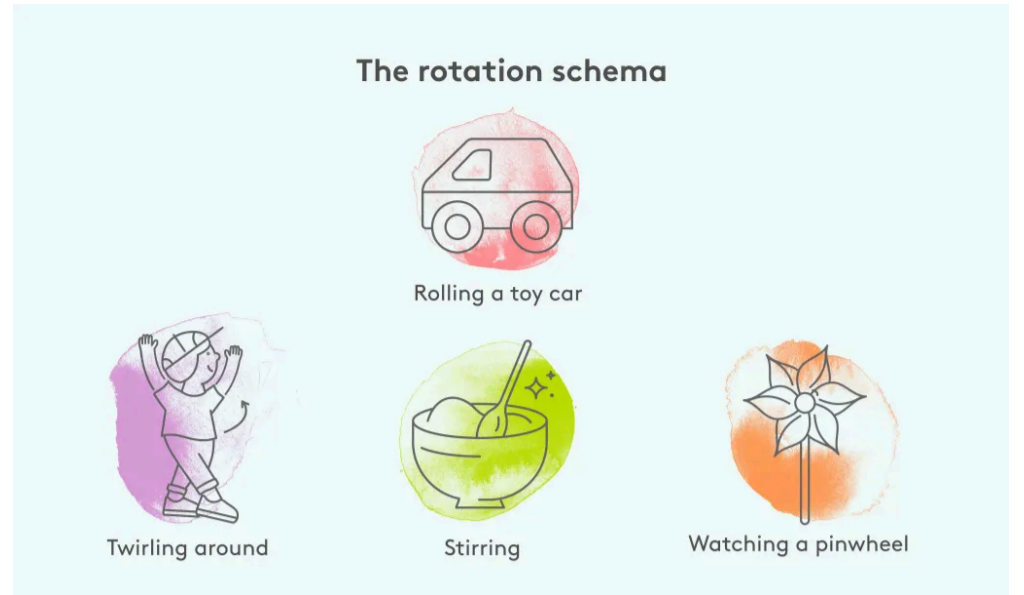 The rotation schema
Rolling a toy car
Twirling around
Stirring
Watching a pinwheel